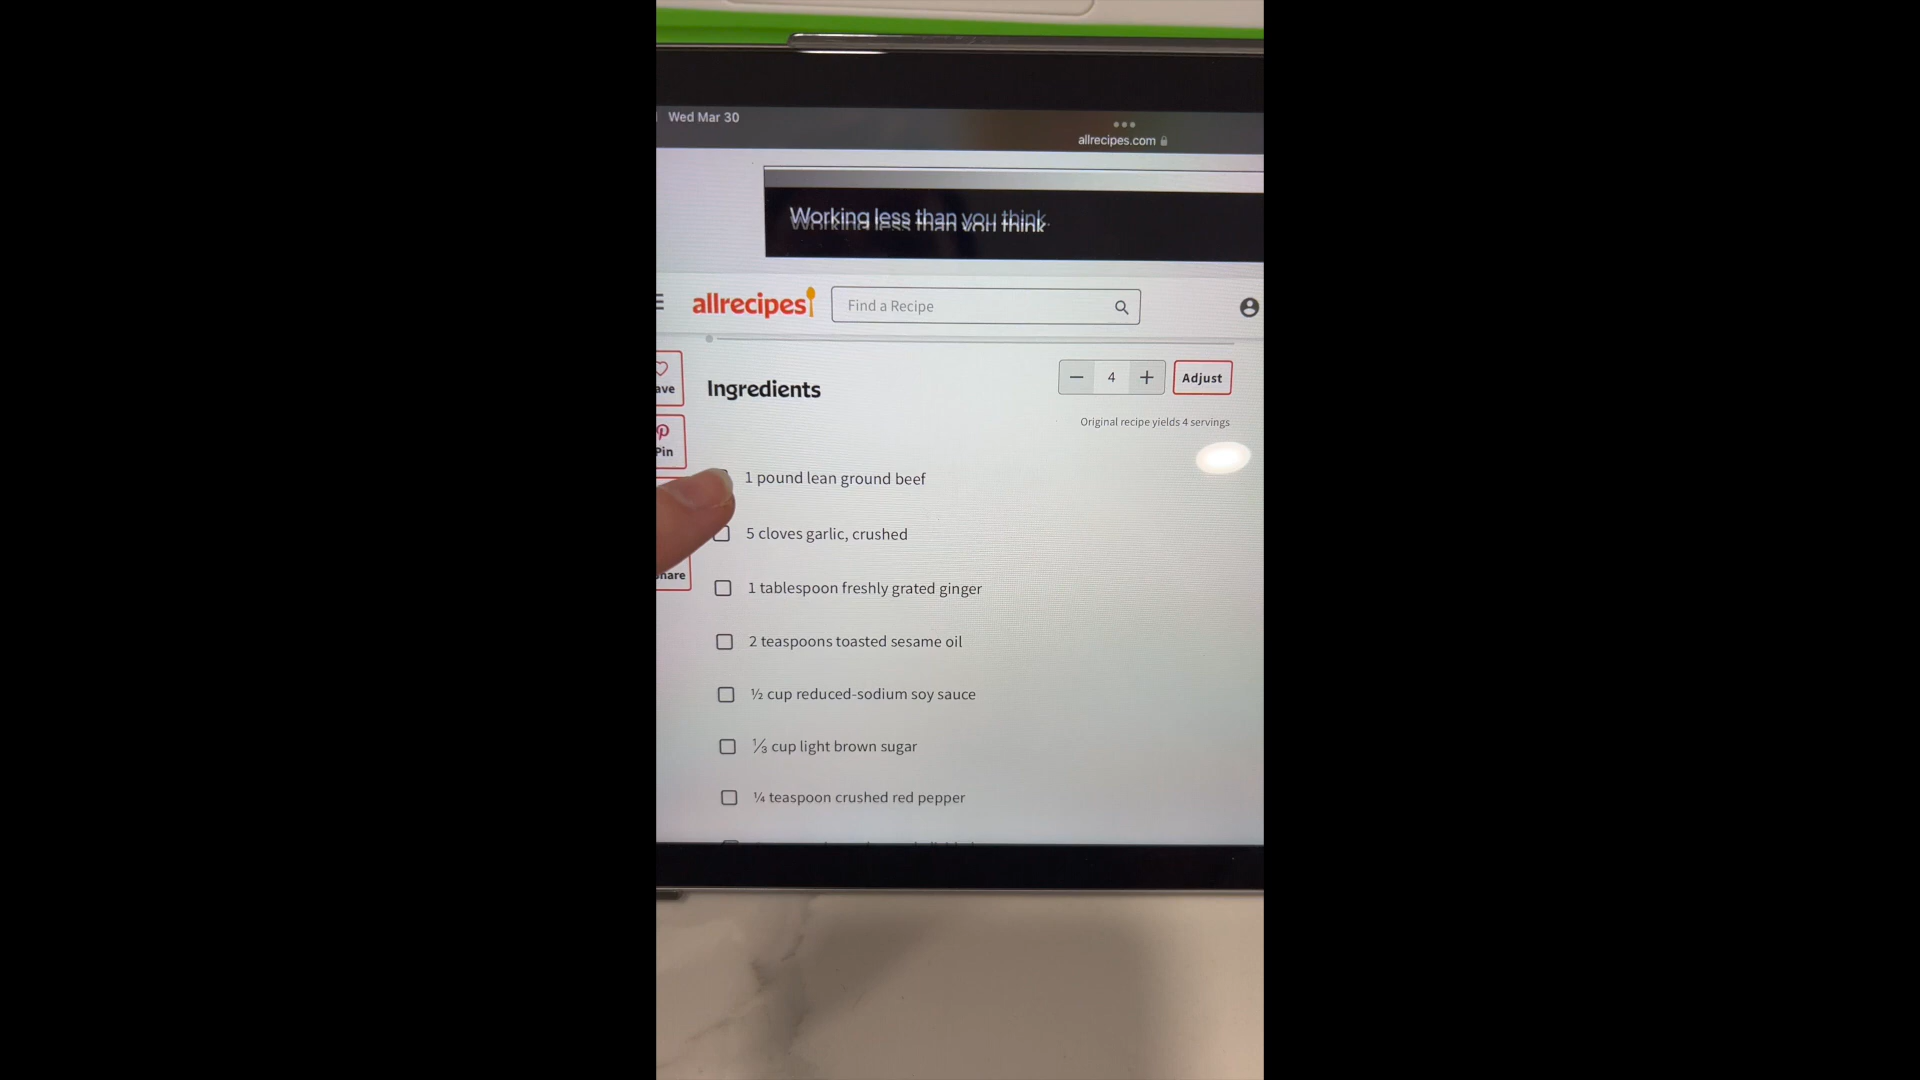 Wed Mar 30
allrecipes.com
Working less than you think
allrecipes
Find a Recipe
Ingredients
4
Adjust
Original recipe yields 4 servings
ave
Pin
hare
1 pound lean ground beef
5 cloves garlic, crushed
1 tablespoon freshly grated ginger
2 teaspoons toasted sesame oil
½ cup reduced-sodium soy sauce
⅓ cup light brown sugar
¼ teaspoon crushed red pepper